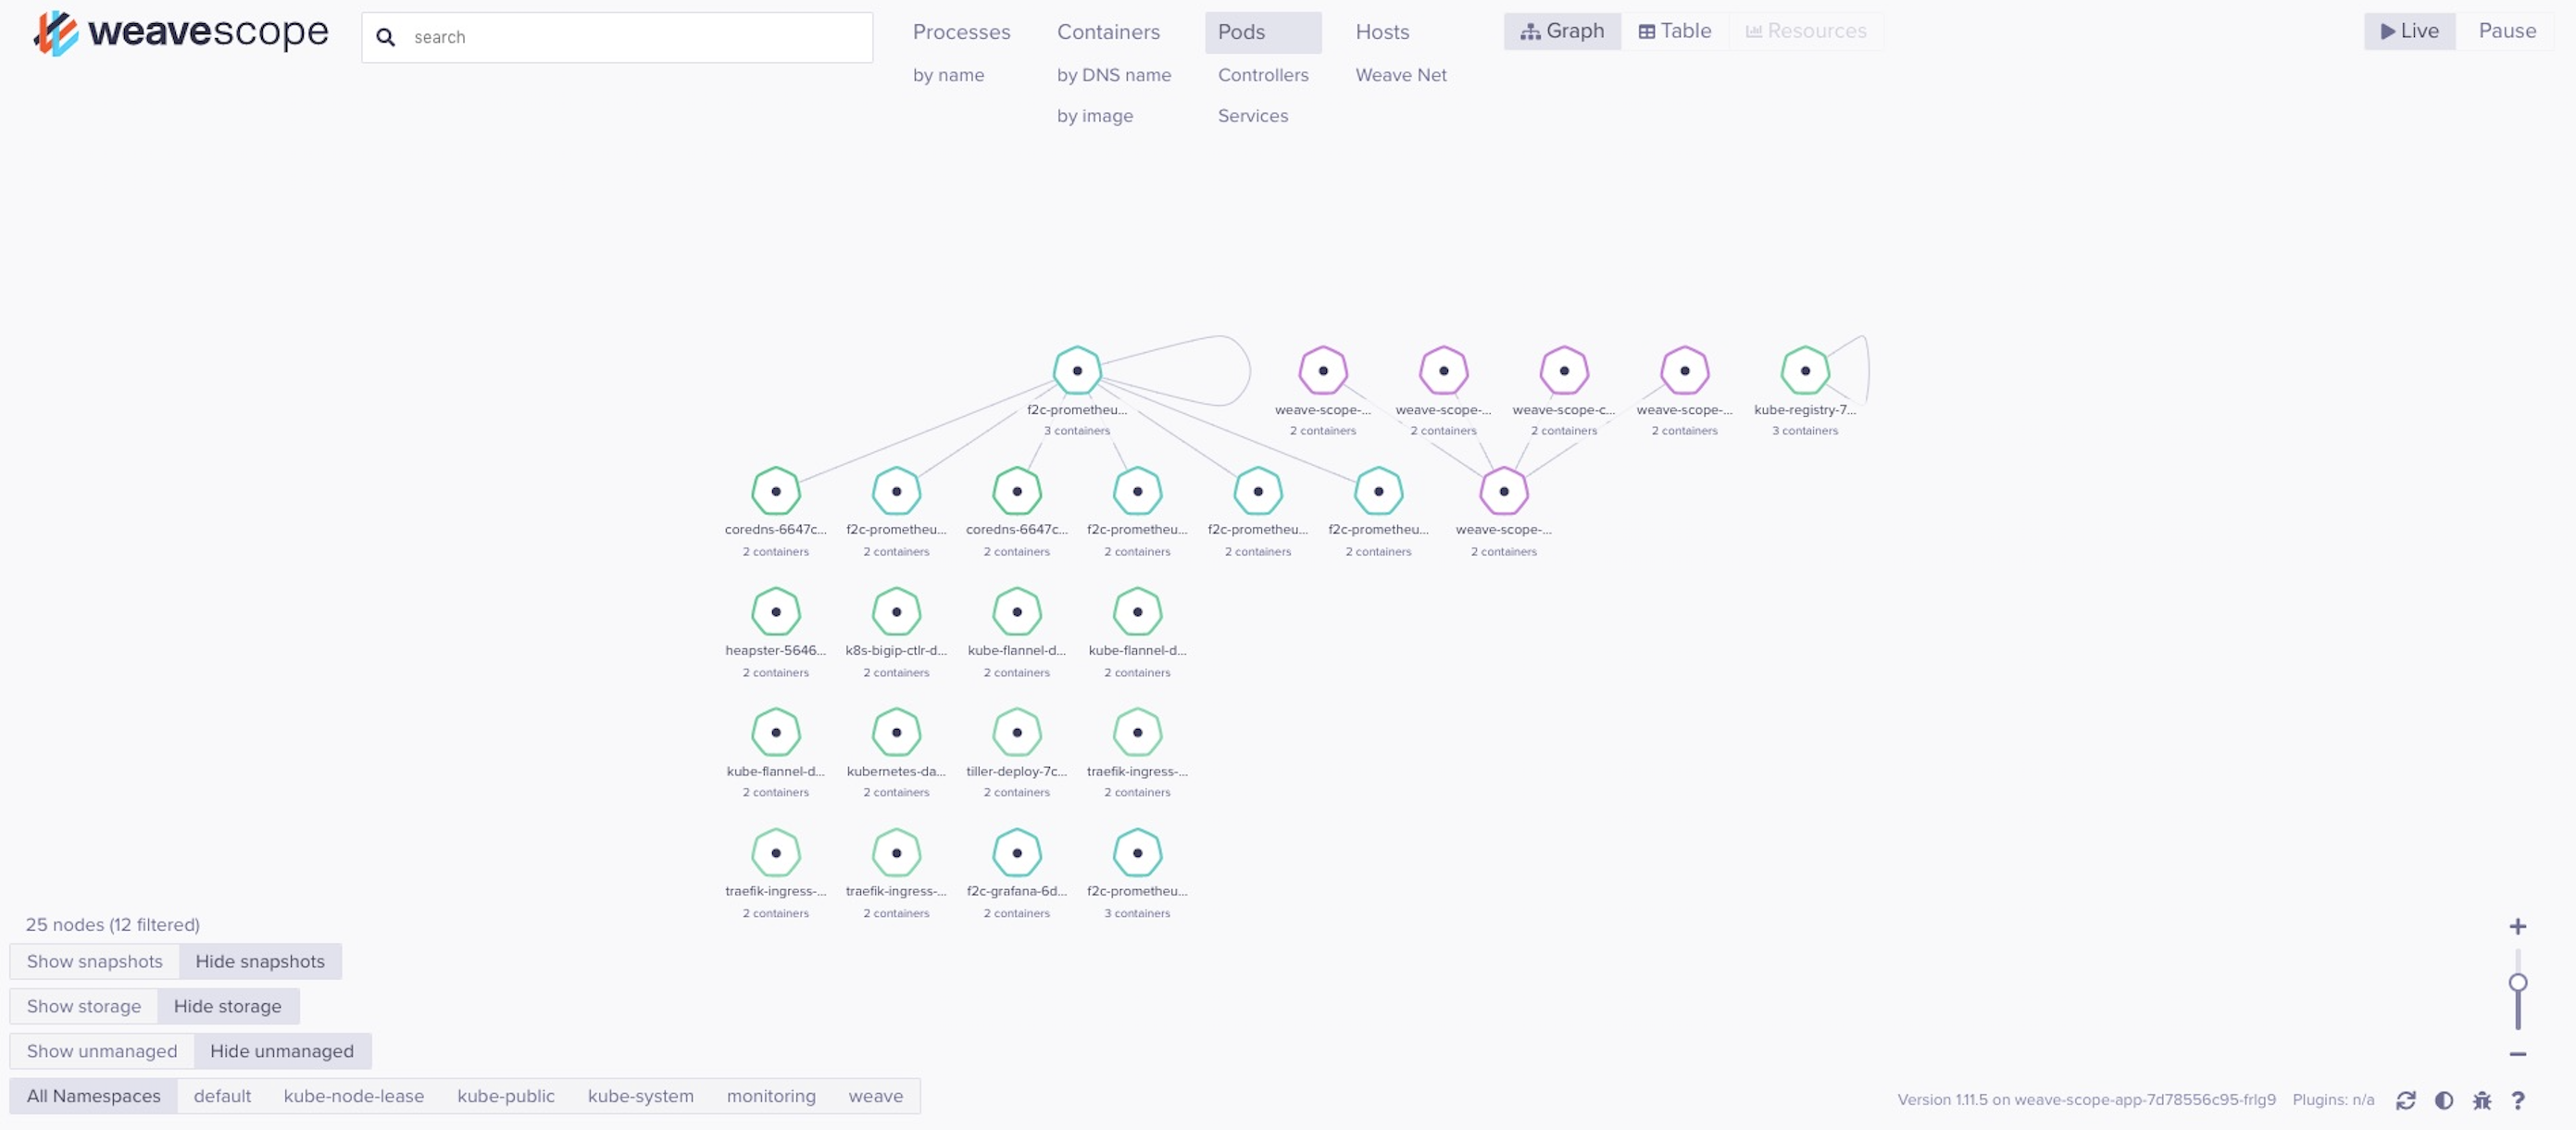 weavescope
search
Processes
Containers
Pods
Hosts
Graph
Table
Resources
Live
Pause
by name
by DNS name
Controllers
Weave Net
by image
Services
f2c-prometheu...
weave-scope-...
weave-scope-...
weave-scope-c...
weave-scope-...
kube-registry-7...
3 containers
2 containers
2 containers
2 containers
2 containers
3 containers
coredns-6647c...
f2c-prometheu...
coredns-6647c...
f2c-prometheu...
f2c-prometheu...
f2c-prometheu...
weave-scope-...
2 containers
2 containers
2 containers
2 containers
2 containers
2 containers
2 containers
heapster-5646...
k8s-bigip-ctlr-d...
kube-flannel-d...
kube-flannel-d...
2 containers
2 containers
2 containers
2 containers
kube-flannel-d...
kubernetes-da...
tiller-deploy-7c...
traefik-ingress-...
2 containers
2 containers
2 containers
2 containers
traefik-ingress-...
traefik-ingress-...
f2c-grafana-6d...
f2c-prometheu...
2 containers
2 containers
2 containers
3 containers
25 nodes (12 filtered)
Show snapshots
Hide snapshots
Show storage
Hide storage
Show unmanaged
Hide unmanaged
All Namespaces
default
kube-node-lease
kube-public
kube-system
monitoring
weave
Version 1.11.5 on weave-scope-app-7d78556c95-frlg9
Plugins: n/a